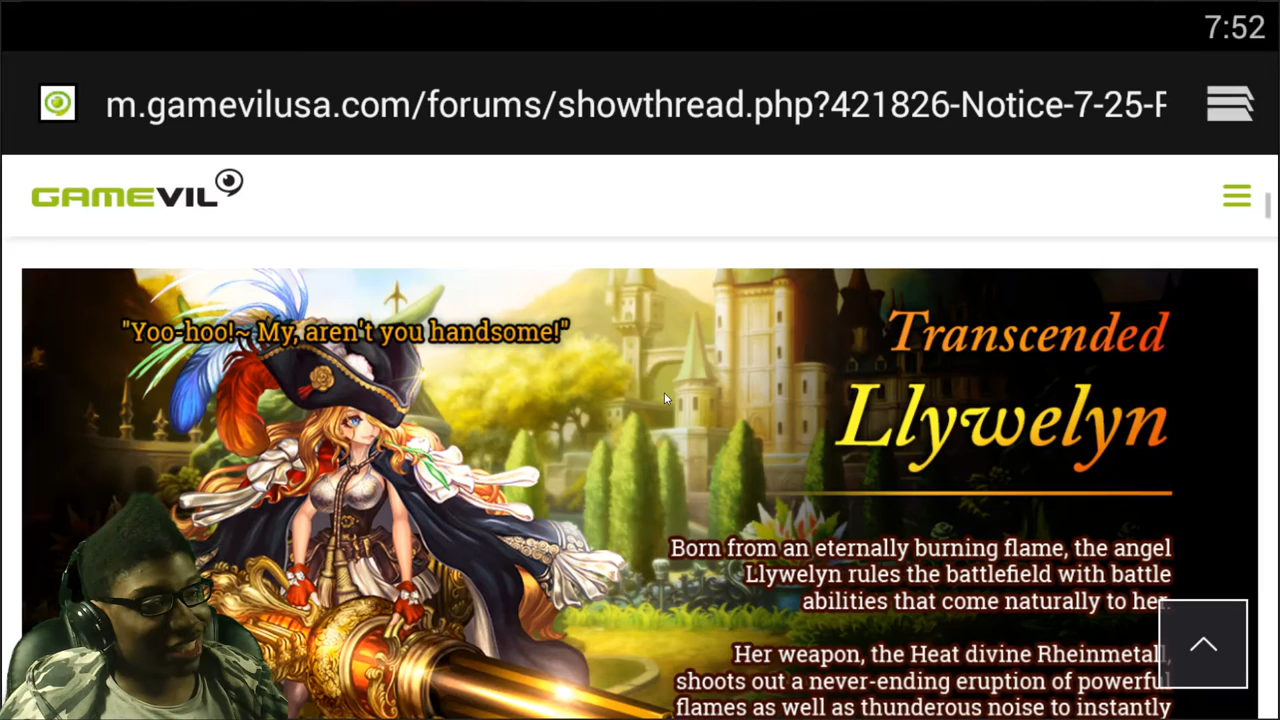 7:52
m.gamevilusa.com/forums/showthread.php?421826-Notice-7-25-F
GAMEVIL
"Yoo-hoo!~ My, aren't you handsome!"
Transcended
Llywelyn
Born from an eternally burning flame, the angel
Llywelyn rules the battlefield with battle
abilities that come naturally to her.
Her weapon, the Heat divine Rheinmetall,
shoots out a never-ending eruption of powerful
flames as well as thunderous noise to instantly